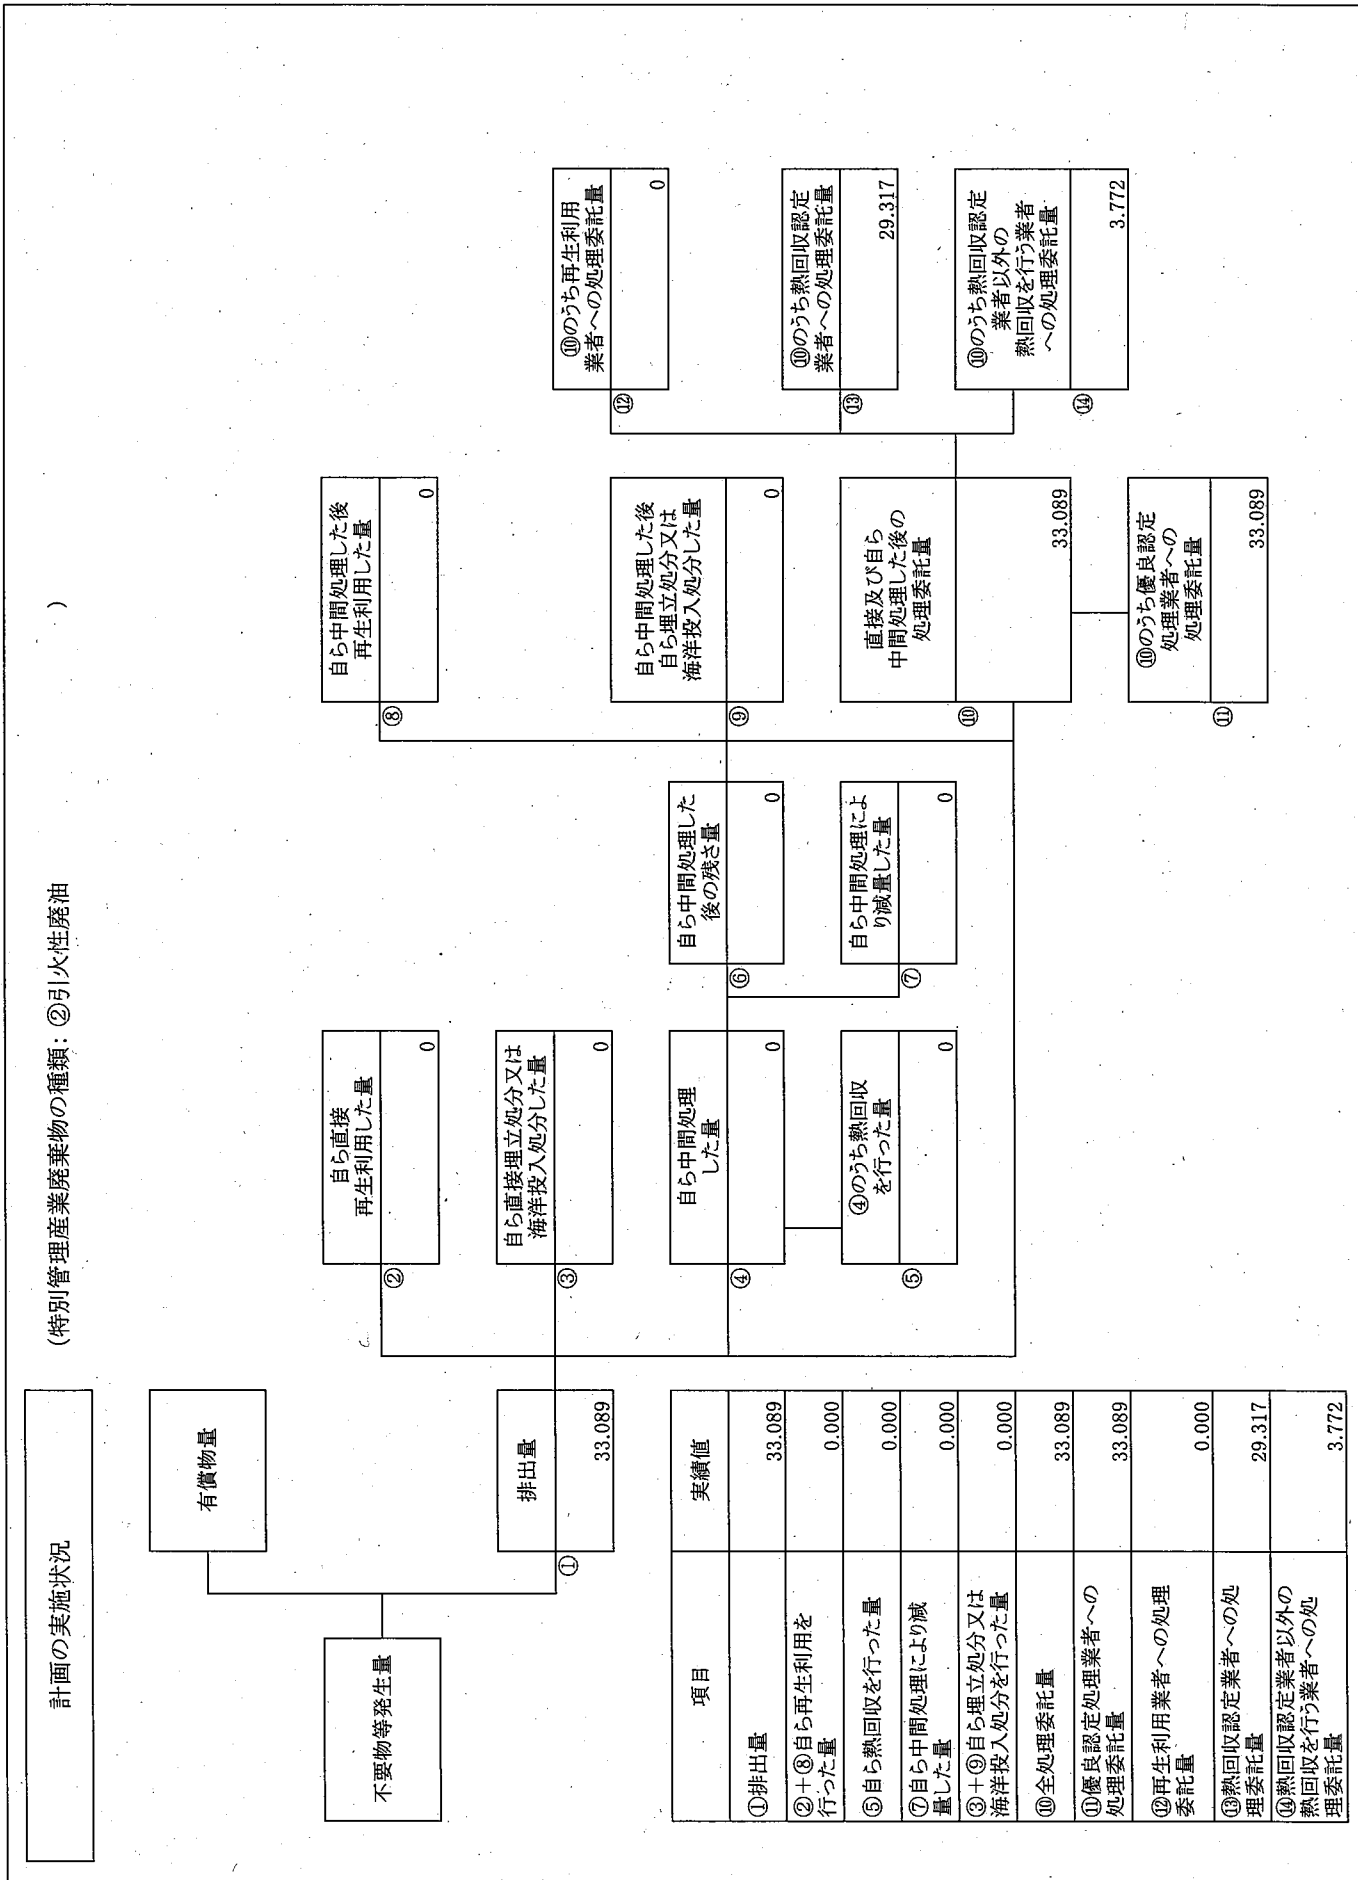 計画の実施状況
(特別管理産業廃棄物の種類:②引火性廃油
)
不要物等発生量
有償物量
①
排出量
33.089
②
自ら直接
再生利用した量
0
③
自ら直接埋立処分又は
海洋投入処分した量
0
④
自ら中間処理
した量
0
⑤
④のうち熱回収
を行った量
0
⑥
自ら中間処理した
後の残さ量
0
⑦
自ら中間処理によ
り減量した量
0
⑧
自ら中間処理した後
再生利用した量
0
⑨
自ら中間処理した後
自ら埋立処分又は
海洋投入処分した量
0
⑩
直接及び自ら
中間処理した後の
処理委託量
33.089
⑪
⑩のうち優良認定
処理業者への
処理委託量
33.089
⑫
⑩のうち再生利用
業者への処理委託量
0
⑬
⑩のうち熱回収認定
業者への処理委託量
29.317
⑭
⑩のうち熱回収認定
業者以外の
熱回収を行う業者
への処理委託量
3.772
項目 実績値
①排出量 33.089
②+⑧自ら再生利用を
行った量 0.000
⑤自ら熱回収を行った量 0.000
⑦自ら中間処理により減
量した量 0.000
③+⑨自ら埋立処分又は
海洋投入処分を行った量 0.000
⑩全処理委託量 33.089
⑪優良認定処理業者への
処理委託量 33.089
⑫再生利用業者への処理
委託量 0.000
⑬熱回収認定業者への処
理委託量 29.317
⑭熱回収認定業者以外の
熱回収を行う業者への処
理委託量 3.772